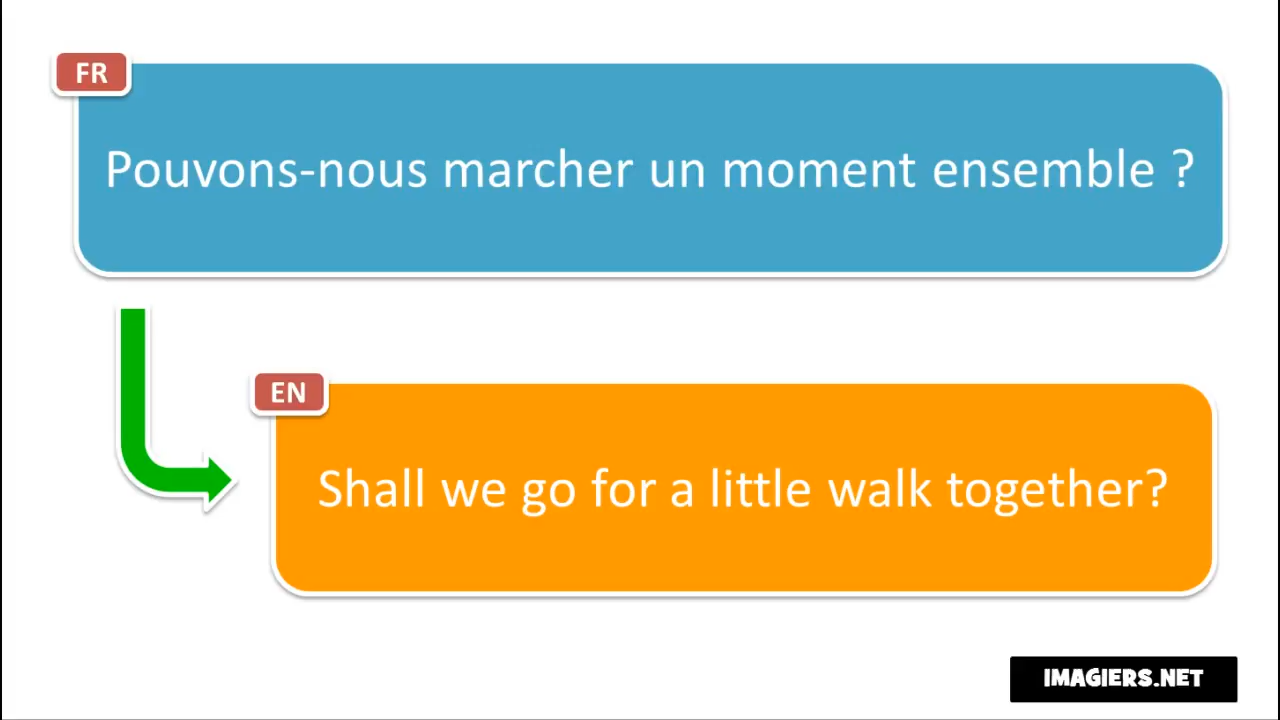 FR
Pouvons-nous marcher un moment ensemble ?
EN
Shall we go for a little walk together?
IMAGIERS.NET